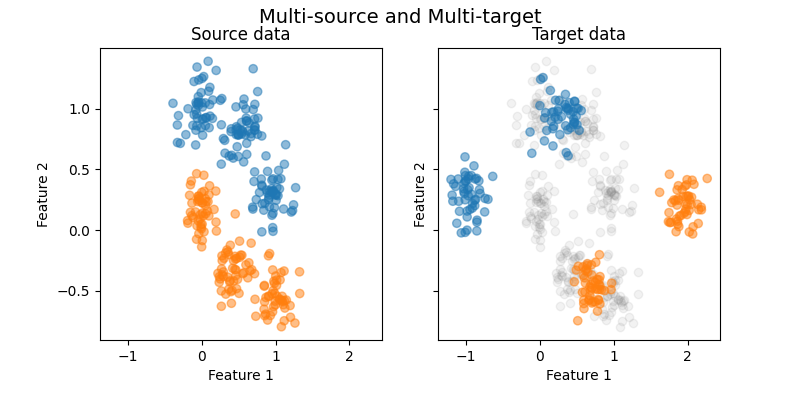 Multi-source and Multi-target
Source data
Target data
1.0
0.5
0.0
−0.5
Feature 2
−1
0
1
2
Feature 1
Feature 2
−1
0
1
2
Feature 1